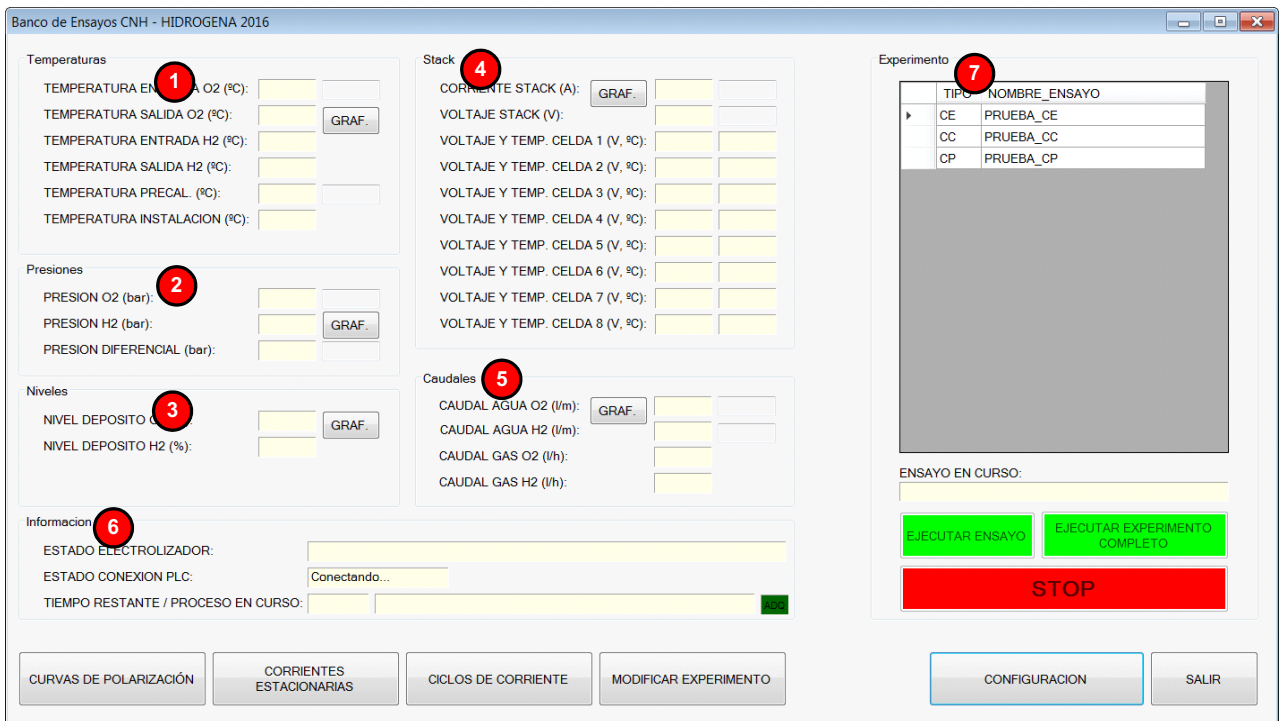 Banco de Ensayos CNH - HIDROGENA 2016
Temperaturas
1
TEMPERATURA EN A O2 (ºC):
TEMPERATURA SALIDA O2 (ºC):
GRAF.
TEMPERATURA ENTRADA H2 (ºC):
TEMPERATURA SALIDA H2 (ºC):
TEMPERATURA PRECAL. (ºC):
TEMPERATURA INSTALACION (ºC):
Presiones
2
PRESION O2 (bar):
PRESION H2 (bar):
GRAF.
PRESION DIFERENCIAL (bar):
Niveles
3
NIVEL DEPOSITO
GRAF.
NIVEL DEPOSITO H2 (%):
Stack
4
CORRIENTE STACK (A):
GRAF.
VOLTAJE STACK (V):
VOLTAJE Y TEMP. CELDA 1 (V, ºC):
VOLTAJE Y TEMP. CELDA 2 (V, ºC):
VOLTAJE Y TEMP. CELDA 3 (V, ºC):
VOLTAJE Y TEMP. CELDA 4 (V, ºC):
VOLTAJE Y TEMP. CELDA 5 (V, ºC):
VOLTAJE Y TEMP. CELDA 6 (V, ºC):
VOLTAJE Y TEMP. CELDA 7 (V, ºC):
VOLTAJE Y TEMP. CELDA 8 (V, ºC):
Caudales
5
CAUDAL AGUA O2 (l/m):
GRAF.
CAUDAL AGUA H2 (l/m):
CAUDAL GAS O2 (l/h):
CAUDAL GAS H2 (l/h):
Informacion
6
ESTADO ELECTROLIZADOR:
ESTADO CONEXION PLC: Conectando...
TIEMPO RESTANTE / PROCESO EN CURSO:
ADQ
Experimento
7
TIPO NOMBRE_ENSAYO
CE PRUEBA_CE
CC PRUEBA_CC
CP PRUEBA_CP
ENSAYO EN CURSO:
EJECUTAR ENSAYO
EJECUTAR EXPERIMENTO
COMPLETO
STOP
CURVAS DE POLARIZACIÓN
CORRIENTES
ESTACIONARIAS
CICLOS DE CORRIENTE
MODIFICAR EXPERIMENTO
CONFIGURACION
SALIR